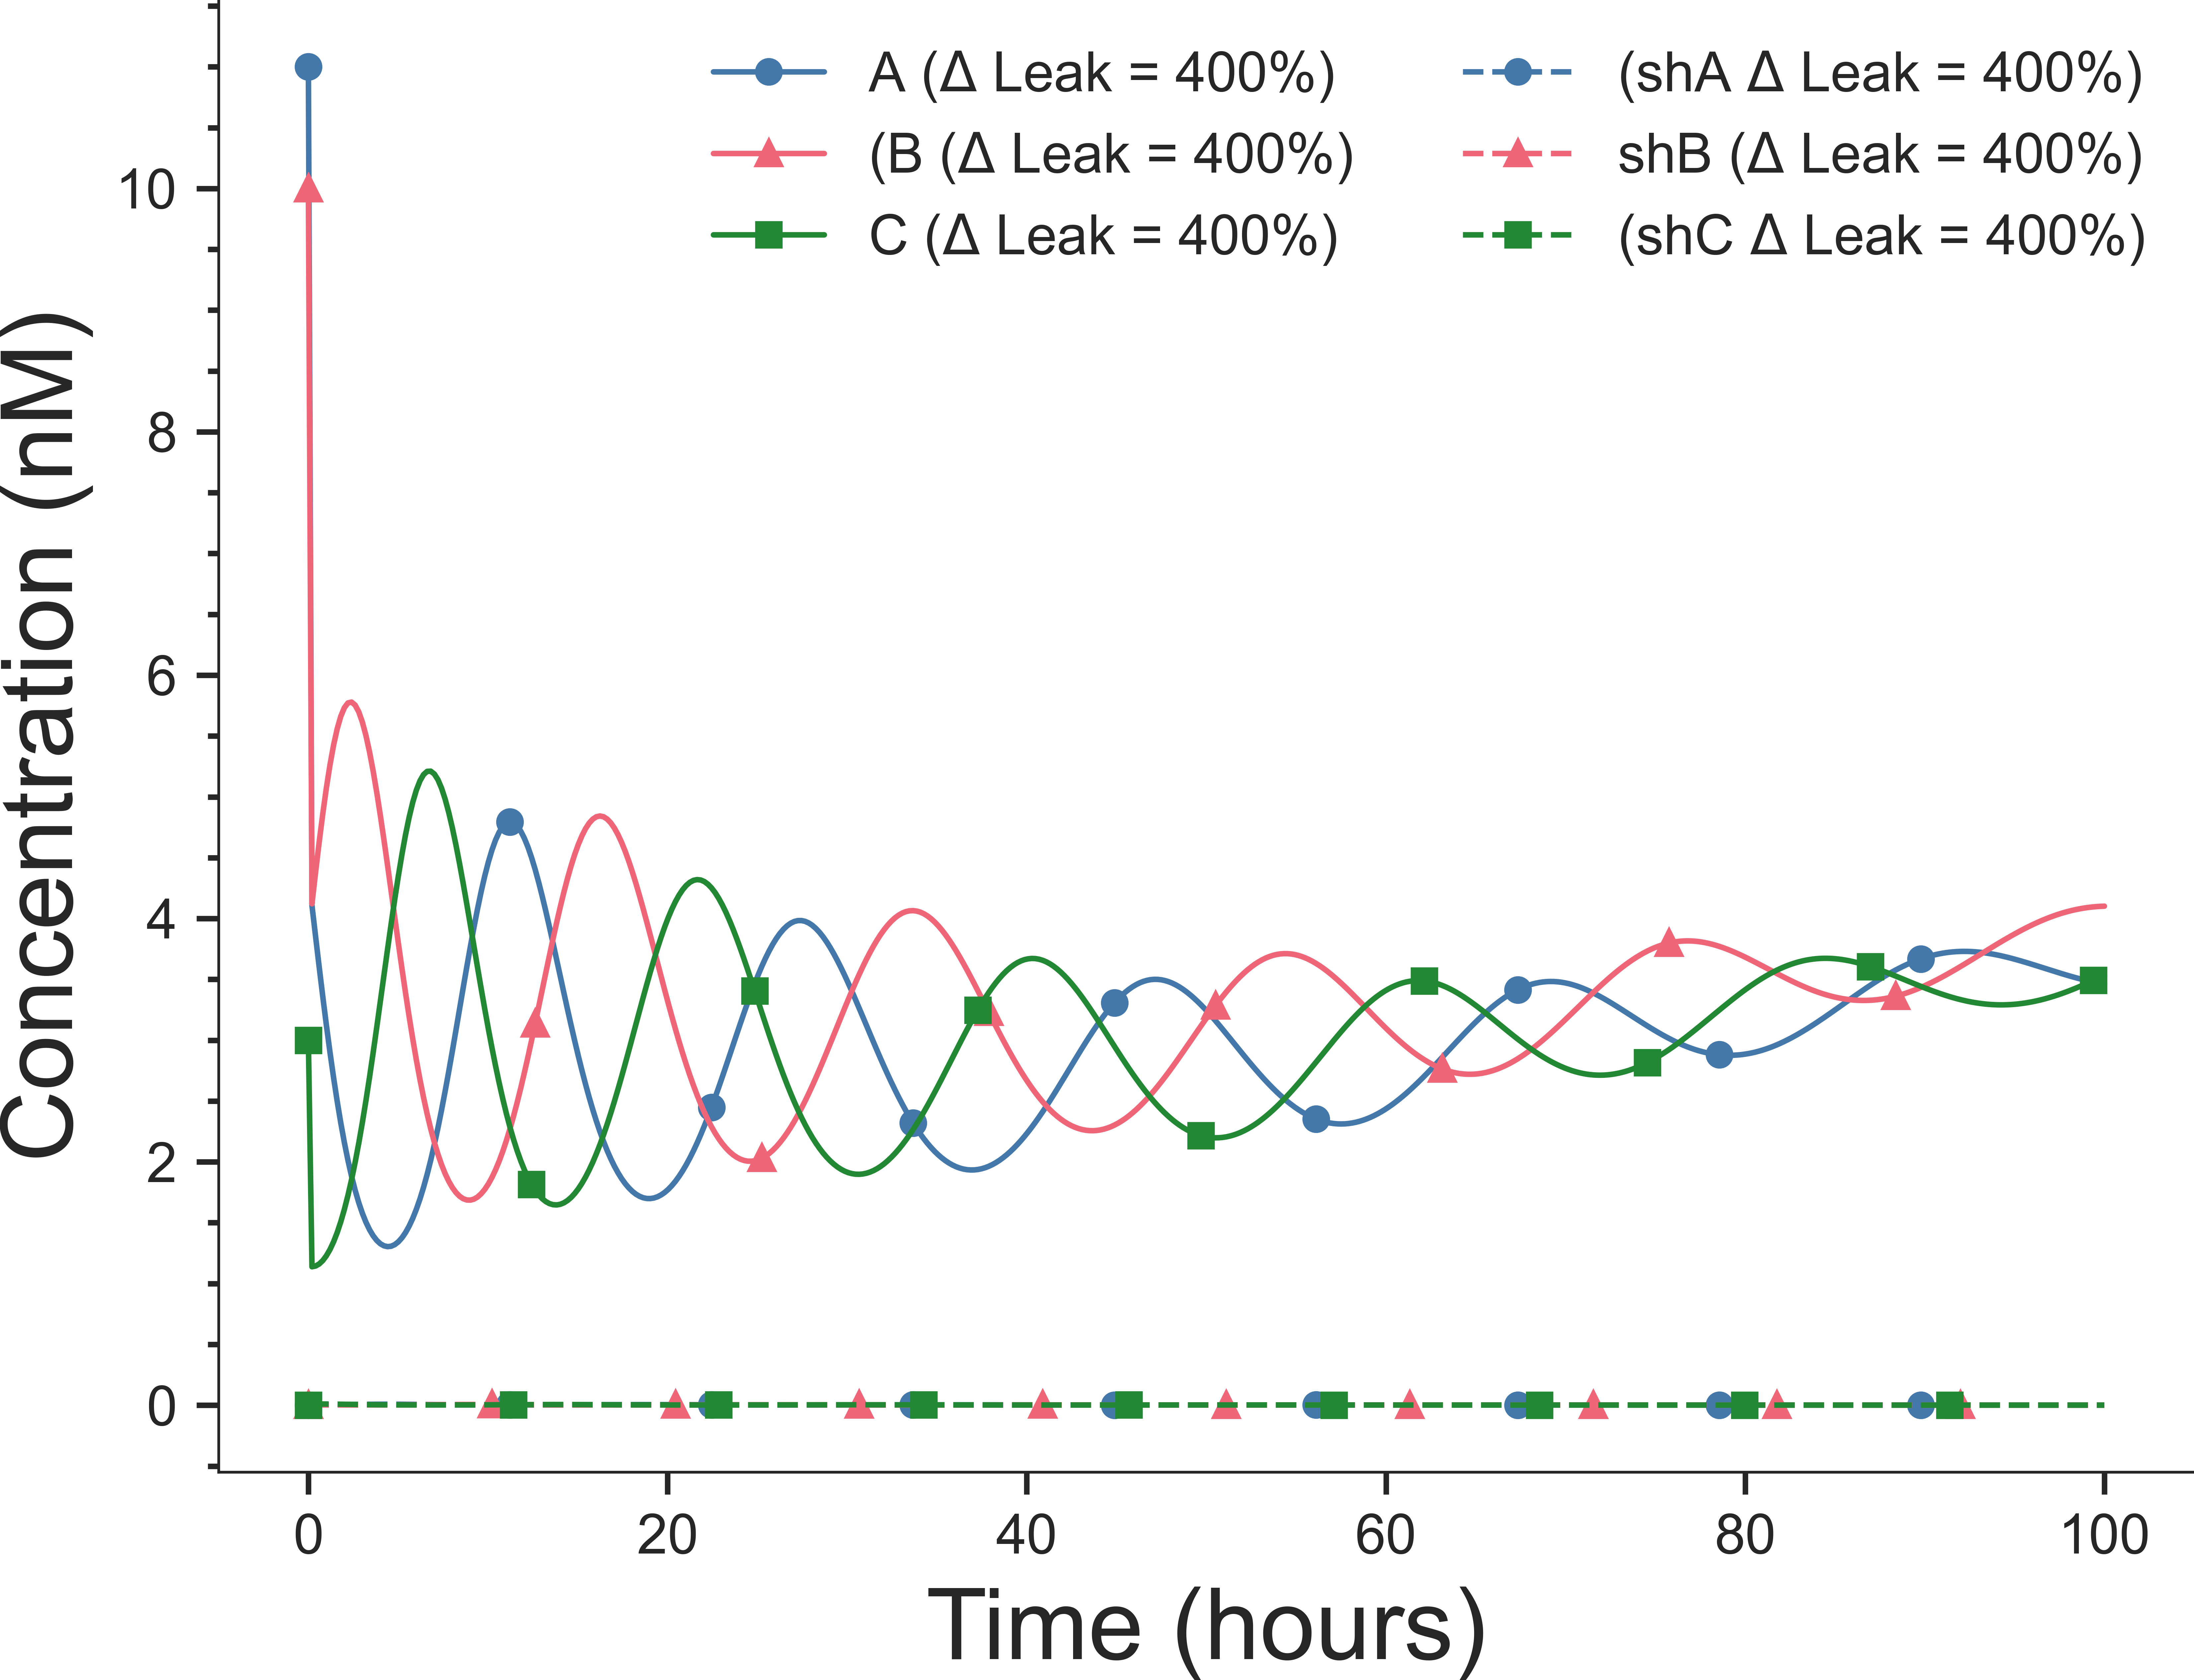 A (Δ Leak = 400%)
(B (Δ Leak = 400%)
C (Δ Leak = 400%)
(shA Δ Leak = 400%)
shB (Δ Leak = 400%)
(shC Δ Leak = 400%)
Concentration (nM)
10
8
6
4
2
0
0 20 40 60 80 100
Time (hours)